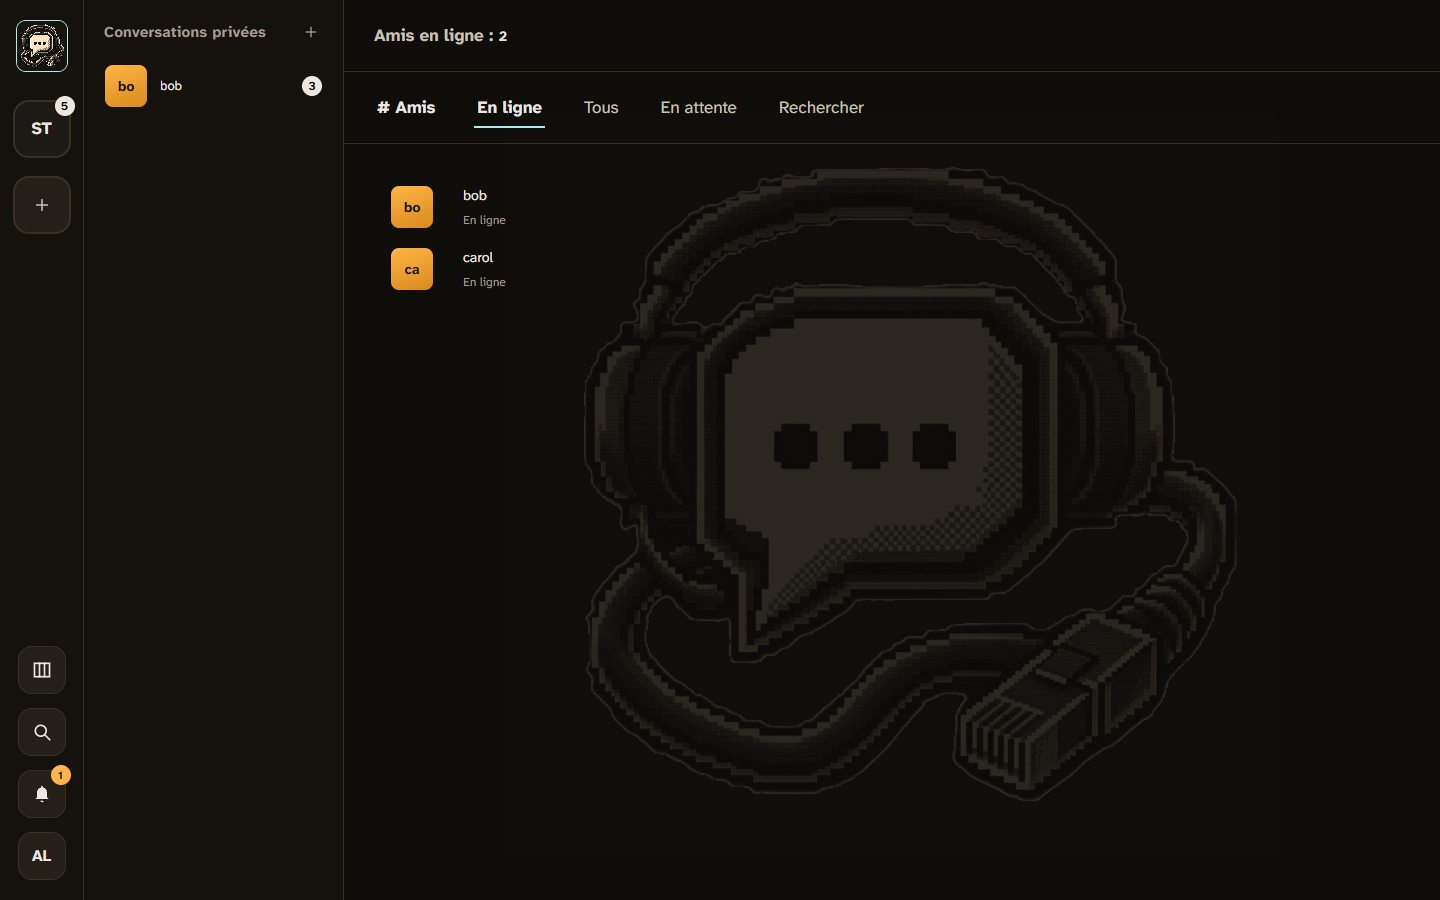 Conversations privées
bo
bob
3
5
ST
1
AL
Amis en ligne : 2
# Amis
En ligne
Tous
En attente
Rechercher
bo
bob
En ligne
ca
carol
En ligne